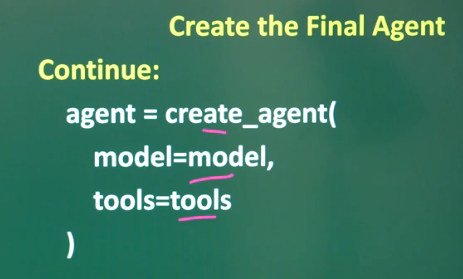 Create the Final Agent
Continue:
agent = create_agent(
model=model,
tools=tools
)